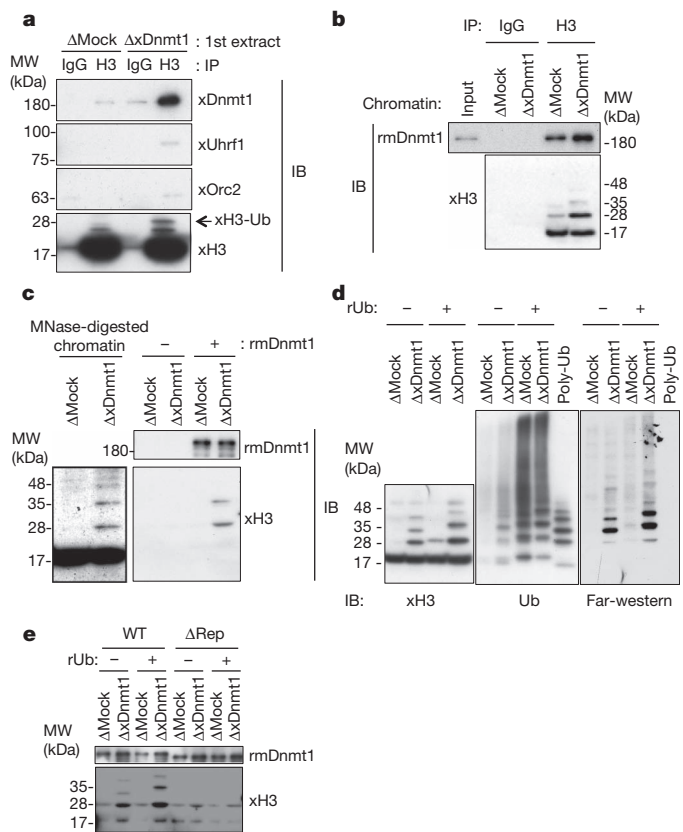 a
ΔMock ΔxDnmt1 : 1st extract
MW (kDa) IgG H3 IgG H3 : IP
180- xDnmt1
100-
75- xUhrf1
63- xOrc2
28- xH3-Ub
17- xH3
IB
b
IP: IgG H3
Chromatin: Input ΔMock ΔxDnmt1 ΔMock ΔxDnmt1 MW (kDa)
rmDnmt1 -180
IB
xH3 -48
-35
-28
-17
c
MNase-digested chromatin − + : rmDnmt1
ΔMock ΔxDnmt1 ΔMock ΔxDnmt1 ΔMock ΔxDnmt1
MW (kDa) 180- rmDnmt1
48-
35- xH3
28-
17-
IB
d
rUb: − + − + − +
ΔMock ΔxDnmt1 ΔMock ΔxDnmt1 ΔMock ΔxDnmt1 ΔMock ΔxDnmt1 Poly-Ub ΔMock ΔxDnmt1 ΔMock ΔxDnmt1 Poly-Ub
MW (kDa)
IB 48
35
28
17
IB: xH3 Ub Far-western
e
WT ΔRep
rUb: − + − +
ΔMock ΔxDnmt1 ΔMock ΔxDnmt1 ΔMock ΔxDnmt1 ΔMock ΔxDnmt1
MW (kDa) rmDnmt1
35-
28- xH3
17-